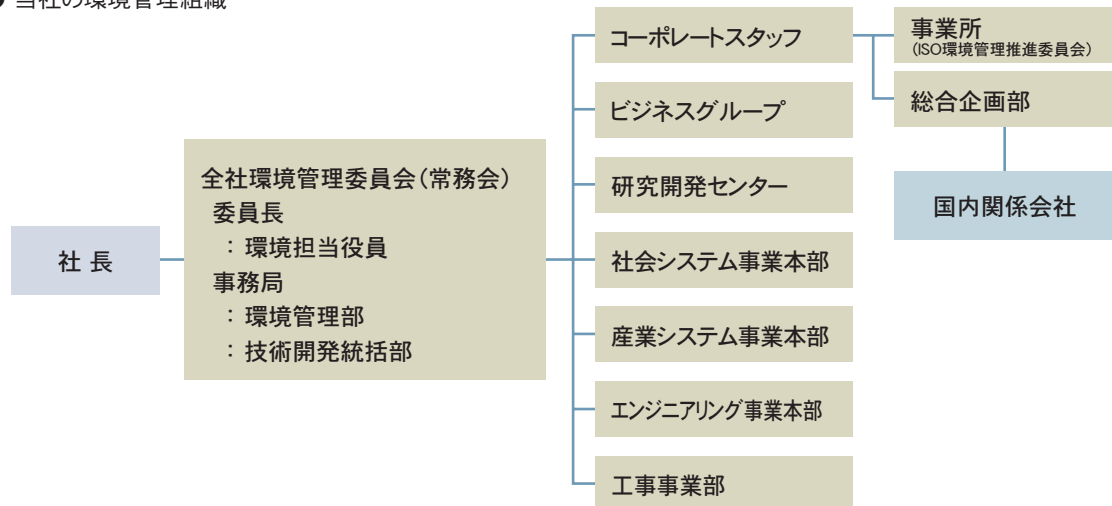 当社の環境管理組織
社 長
全社環境管理委員会（常務会）
委員長
：環境担当役員
事務局
：環境管理部
：技術開発統括部
コーポレートスタッフ
ビジネスグループ
研究開発センター
社会システム事業本部
産業システム事業本部
エンジニアリング事業本部
工事事業部
事業所
（ISO環境管理推進委員会）
総合企画部
国内関係会社